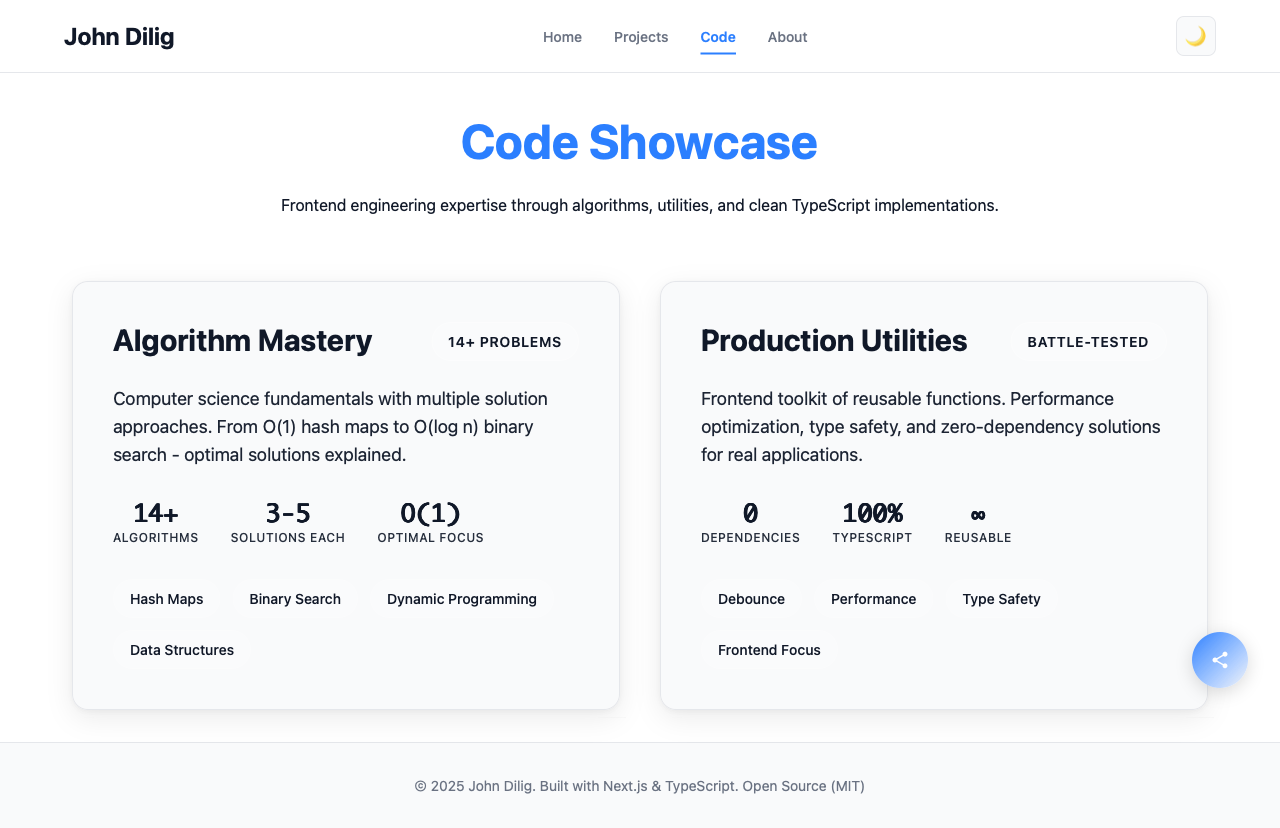 John Dilig
Home Projects Code About
Code Showcase
Frontend engineering expertise through algorithms, utilities, and clean TypeScript implementations.
Algorithm Mastery
14+ PROBLEMS
Computer science fundamentals with multiple solution
approaches. From O(1) hash maps to O(log n) binary
search - optimal solutions explained.
14+ 3-5 O(1)
ALGORITHMS SOLUTIONS EACH OPTIMAL FOCUS
Hash Maps Binary Search Dynamic Programming
Data Structures
Production Utilities
BATTLE-TESTED
Frontend toolkit of reusable functions. Performance
optimization, type safety, and zero-dependency solutions
for real applications.
0 100% ∞
DEPENDENCIES TYPESCRIPT REUSABLE
Debounce Performance Type Safety
Frontend Focus
© 2025 John Dilig. Built with Next.js & TypeScript. Open Source (MIT)